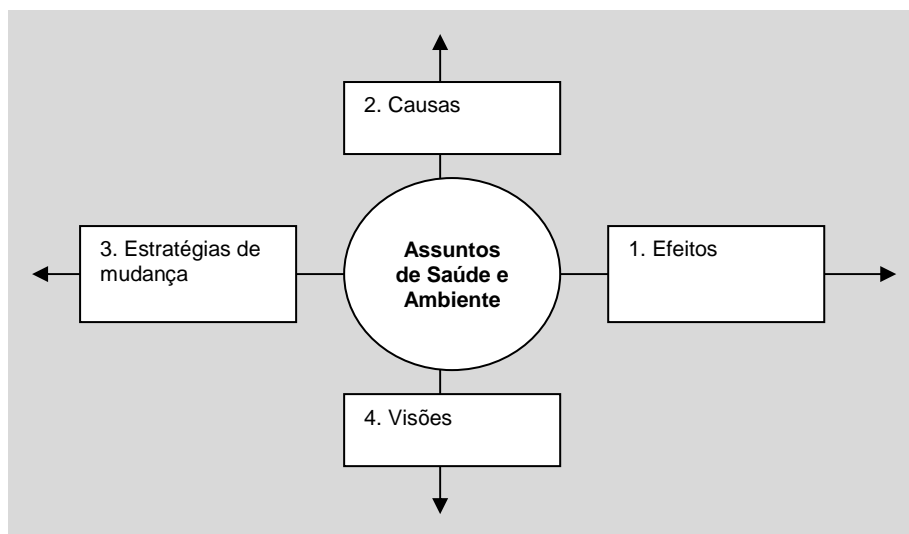 2. Causas
3. Estratégias de
mudança
Assuntos
de Saúde e
Ambiente
1. Efeitos
4. Visões